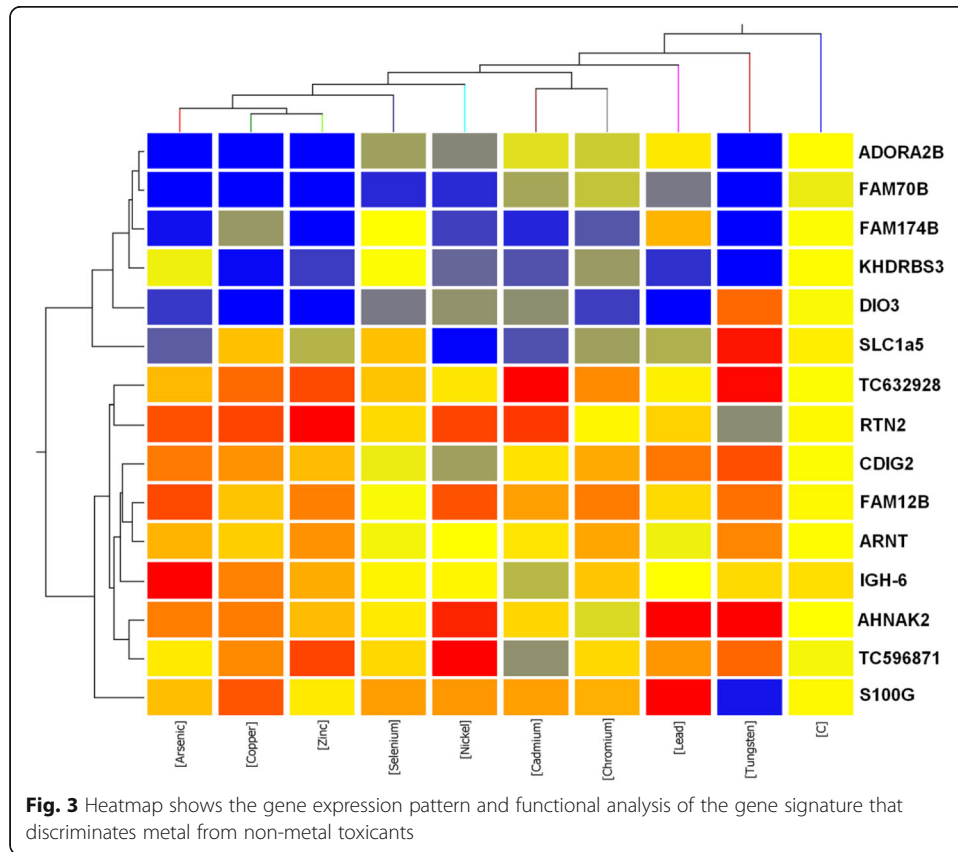 ADORA2B
FAM70B
FAM174B
KHDRBS3
DIO3
SLC1a5
TC632928
RTN2
CDIG2
FAM12B
ARNT
IGH-6
AHNAK2
TC596871
S100G
[Arsenic]
[Copper]
[Zinc]
[Selenium]
[Nickel]
[Cadmium]
[Chromium]
[Lead]
[Tungsten]
[C]
Fig. 3 Heatmap shows the gene expression pattern and functional analysis of the gene signature that
discriminates metal from non-metal toxicants